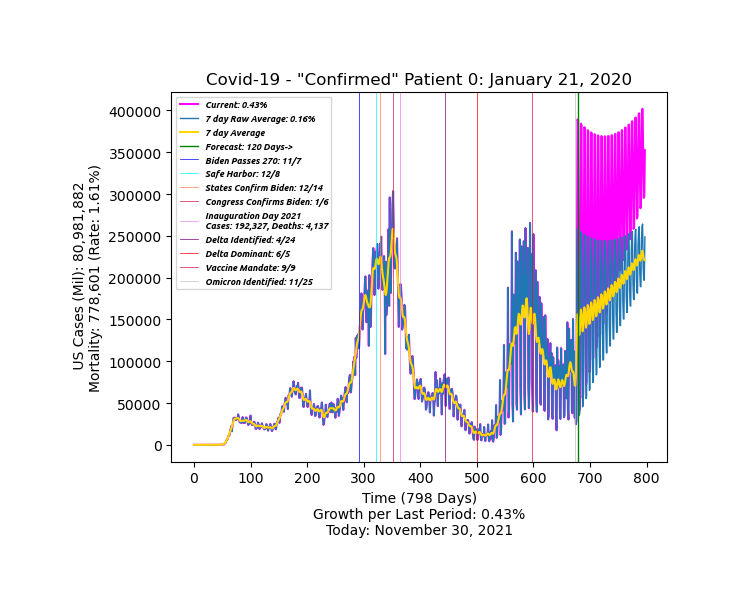 Covid-19 - "Confirmed" Patient 0: January 21, 2020
Current: 0.43%
7 day Raw Average: 0.16%
7 day Average
Forecast: 120 Days->
Biden Passes 270: 11/7
Safe Harbor: 12/8
States Confirm Biden: 12/14
Congress Confirms Biden: 1/6
Inauguration Day 2021
Cases: 192,327, Deaths: 4,137
Delta Identified: 4/24
Delta Dominant: 6/5
Vaccine Mandate: 9/9
Omicron Identified: 11/25
US Cases (Mil): 80,981,882
Mortality: 778,601 (Rate: 1.61%)
400000
350000
300000
250000
200000
150000
100000
50000
0
0 100 200 300 400 500 600 700 800
Time (798 Days)
Growth per Last Period: 0.43%
Today: November 30, 2021